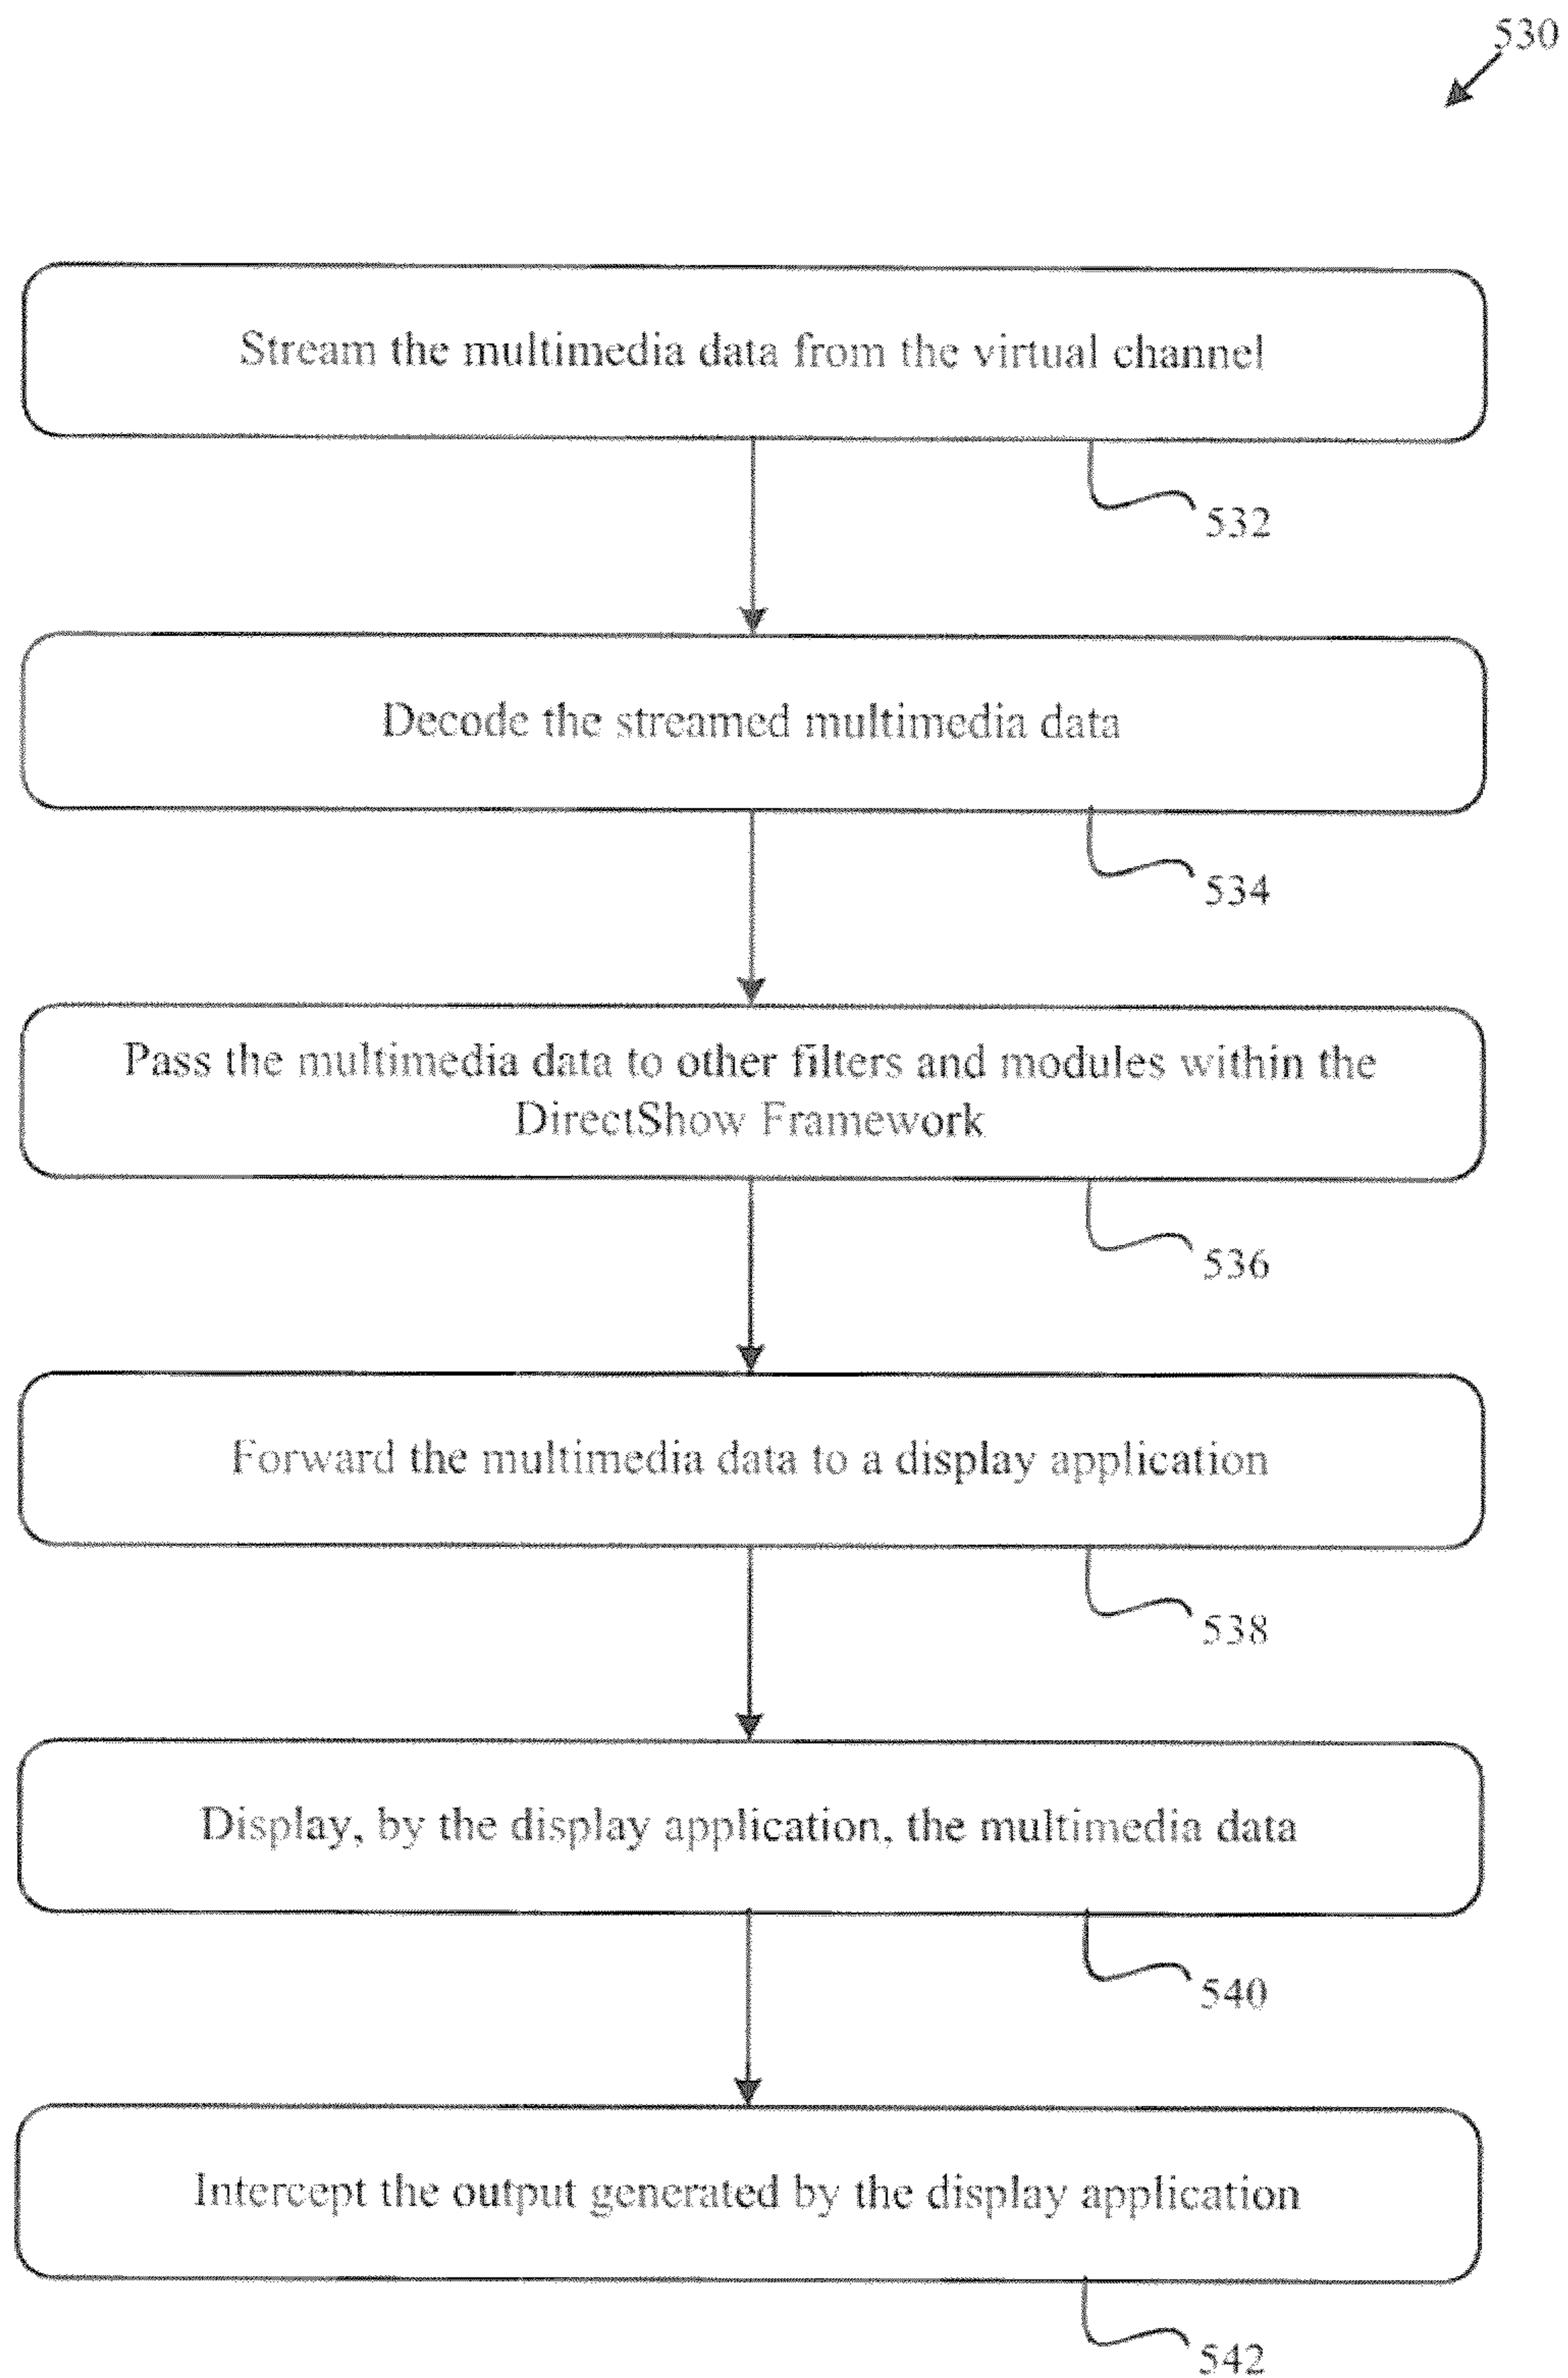 530
Stream the multimedia data from the virtual channel
532
Decode the streamed multimedia data
534
Pass the multimedia data to other filters and modules within the
DirectShow Framework
536
Forward the multimedia data to a display application
538
Display, by the display application, the multimedia data
540
Intercept the output generated by the display application
542